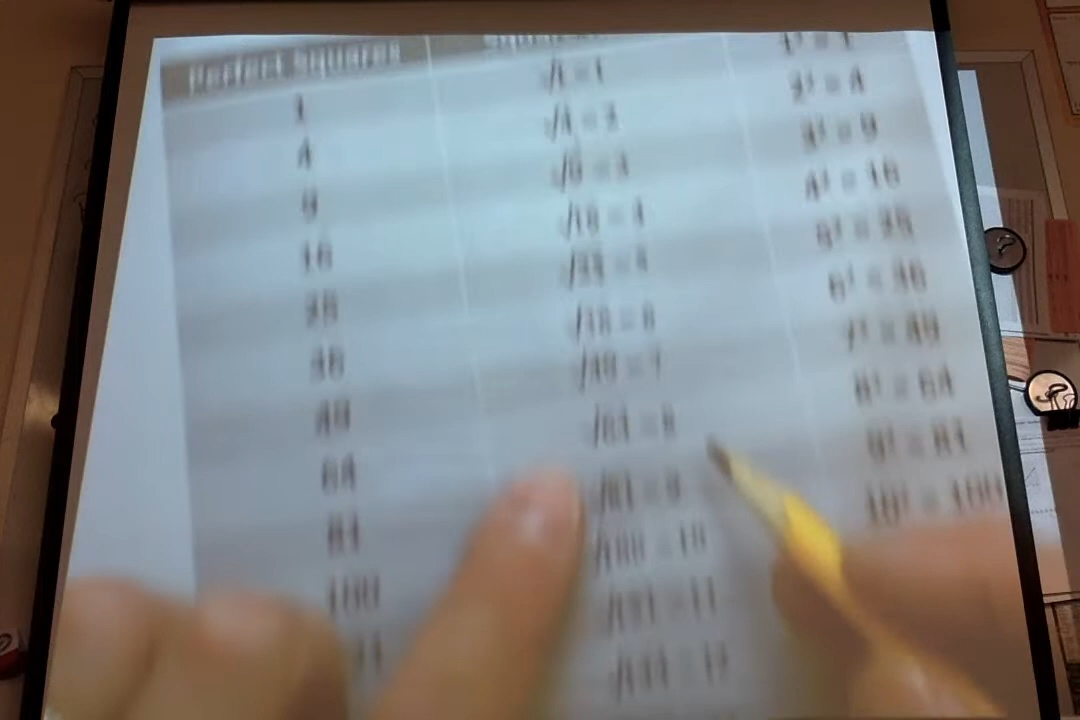 Perfect Squares
1 √1 = 1 1² = 1
4 √4 = 2 2² = 4
9 √9 = 3 3² = 9
16 √16 = 4 4² = 16
25 √25 = 5 5² = 25
36 √36 = 6 6² = 36
49 √49 = 7 7² = 49
64 √64 = 8 8² = 64
81 √81 = 9 9² = 81
100 √100 = 10 10² = 100
√121 = 11
√144 = 12